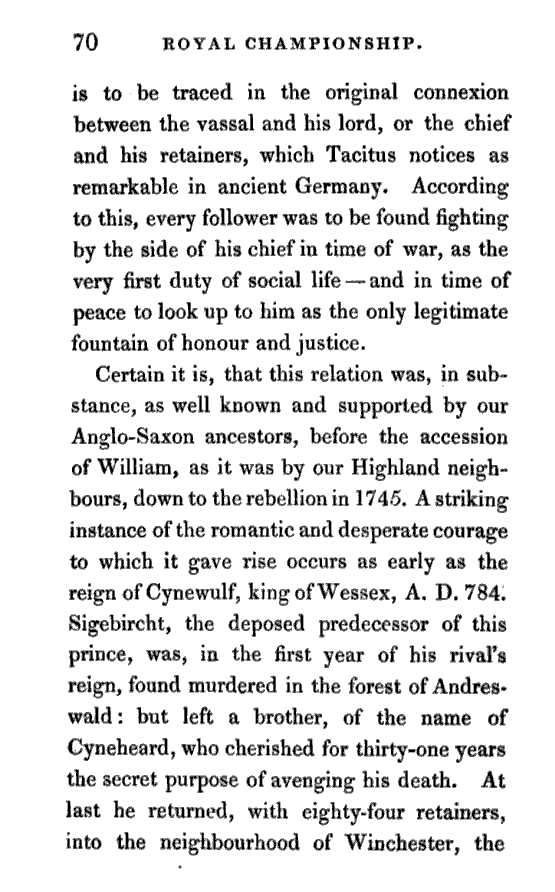 70 ROYAL CHAMPIONSHIP.
is to be traced in the original connexion
between the vassal and his lord, or the chief
and his retainers, which Tacitus notices as
remarkable in ancient Germany. According
to this, every follower was to be found fighting
by the side of his chief in time of war, as the
very first duty of social life—and in time of
peace to look up to him as the only legitimate
fountain of honour and justice.
Certain it is, that this relation was, in sub-
stance, as well known and supported by our
Anglo-Saxon ancestors, before the accession
of William, as it was by our Highland neigh-
bours, down to the rebellion in 1745. A striking
instance of the romantic and desperate courage
to which it gave rise occurs as early as the
reign of Cynewulf, king of Wessex, A. D. 784.
Sigebircht, the deposed predecessor of this
prince, was, in the first year of his rival's
reign, found murdered in the forest of Andres-
wald: but left a brother, of the name of
Cyneheard, who cherished for thirty-one years
the secret purpose of avenging his death. At
last he returned, with eighty-four retainers,
into the neighbourhood of Winchester, the